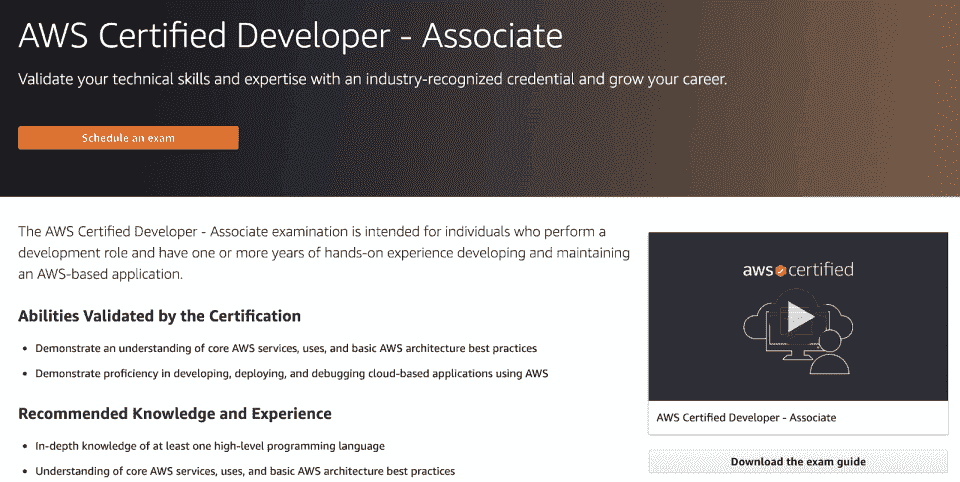 AWS Certified Developer - Associate
Validate your technical skills and expertise with an industry-recognized credential and grow your career.
Schedule an exam
The AWS Certified Developer - Associate examination is intended for individuals who perform a
development role and have one or more years of hands-on experience developing and maintaining
an AWS-based application.
Abilities Validated by the Certification
• Demonstrate an understanding of core AWS services, uses, and basic AWS architecture best practices
• Demonstrate proficiency in developing, deploying, and debugging cloud-based applications using AWS
Recommended Knowledge and Experience
• In-depth knowledge of at least one high-level programming language
• Understanding of core AWS services, uses, and basic AWS architecture best practices
aws certified
AWS Certified Developer - Associate
Download the exam guide